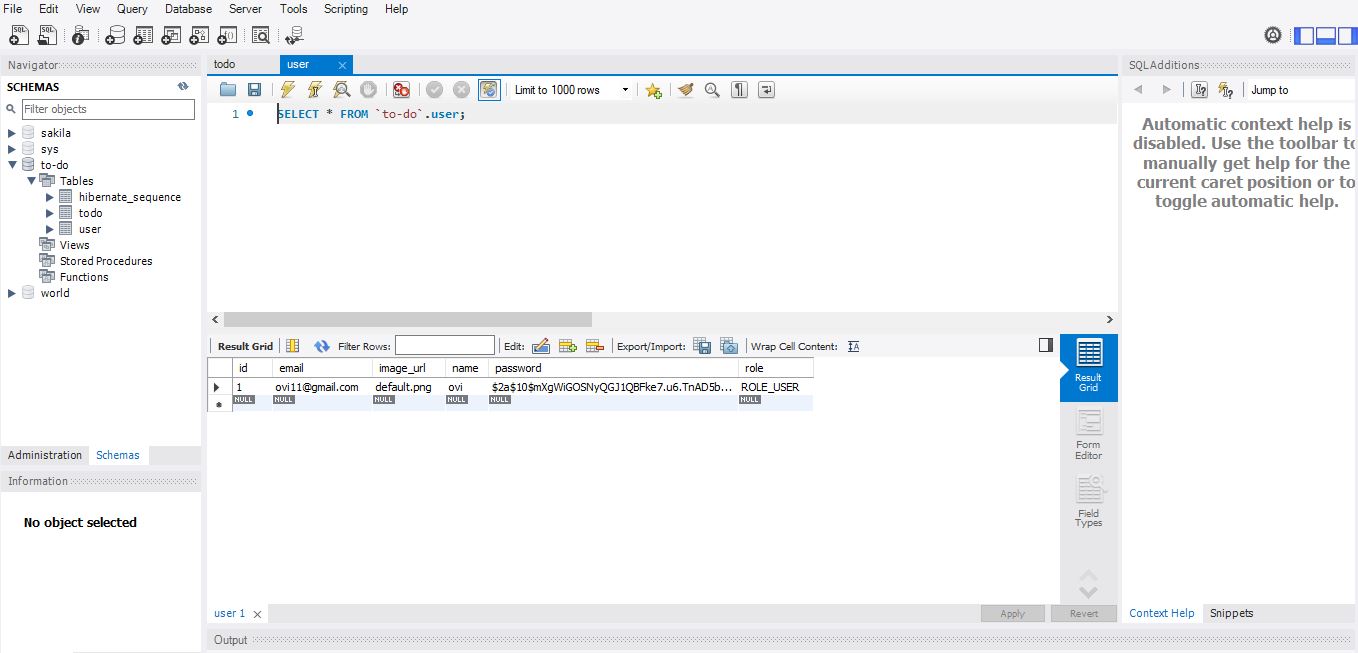 File Edit View Query Database Server Tools Scripting Help
Navigator
SCHEMAS
Filter objects
sakila
sys
to-do
Tables
hibernate_sequence
todo
user
Views
Stored Procedures
Functions
world
Administration Schemas
Information
No object selected
todo user
Limit to 1000 rows
1 SELECT * FROM `to-do`.user;
Result Grid Filter Rows: Edit: Export/Import: Wrap Cell Content:
id email image_url name password role
1 ovi11@gmail.com default.png ovi $2a$10$mXgWiGOSNyQGJ1QBFke7.u6.TnAD5b... ROLE_USER
NULL NULL NULL NULL NULL NULL
Result
Grid
Form
Editor
Field
Types
user 1
Apply Revert
Output
SQLAdditions
Jump to
Automatic context help is
disabled. Use the toolbar to
manually get help for the
current caret position or to
toggle automatic help.
Context Help Snippets